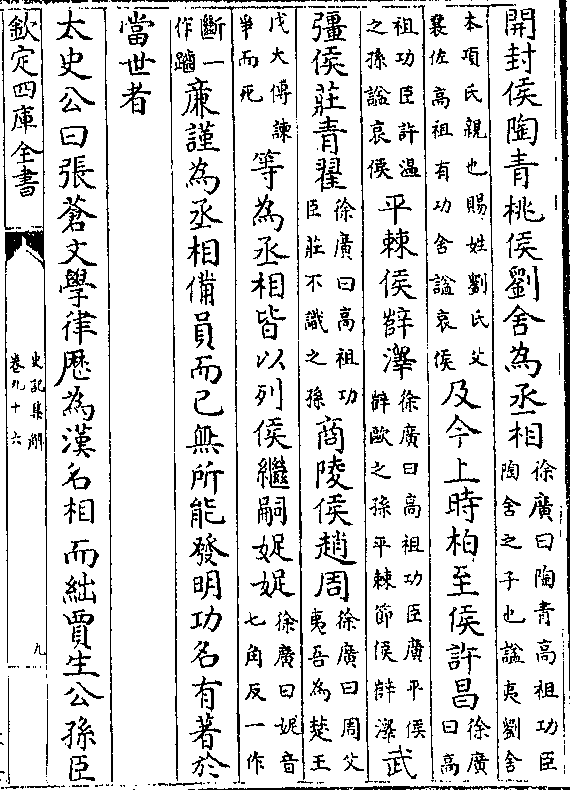 開封侯陶青桃侯劉舍為丞相徐廣曰陶青高祖功臣陶舍之子也諡夷劉舍
本項氏親也賜姓劉氏父襄佐高祖有功舍諡哀侯及今上時柏至侯許昌徐廣曰高
祖功臣許温之孫諡哀侯平棘侯薛澤徐廣曰高祖功臣廣平侯薛歐之孫平棘節侯薛澤武
彊侯莊青翟徐廣曰高祖功臣莊不識之孫商陵侯趙周徐廣曰周父夷吾為楚王
戊大傅諫爭而死等為丞相皆以列侯繼嗣娖娖徐廣曰娖音七角反一作
斷一作廉謹為丞相備員而已無所能發明功名有著於
當世者
太史公曰張蒼文學律歷為漢名相而絀賈生公孫臣
欽定四庫全書
史記集解
卷九十六
九